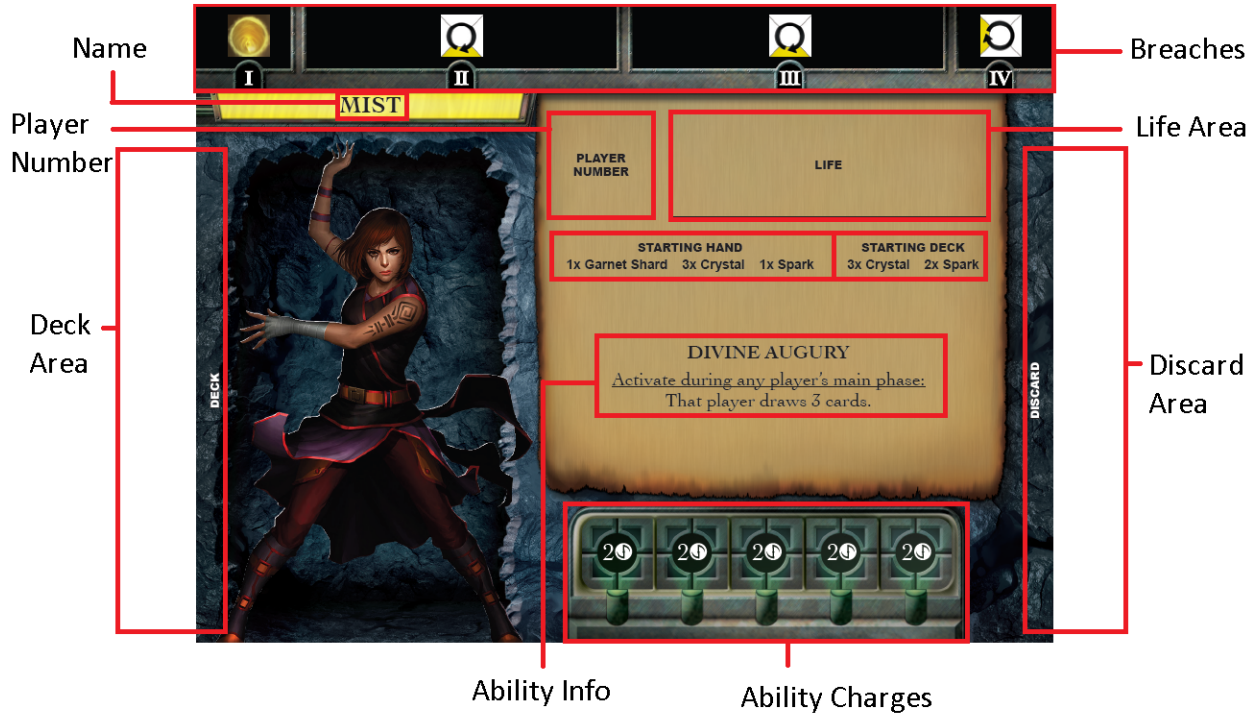 Name
Player
Number
Deck
Area
I
II
III
IV
Breaches
Life Area
Discard
Area
MIST
PLAYER
NUMBER
LIFE
STARTING HAND
1x Garnet Shard 3x Crystal 1x Spark
STARTING DECK
3x Crystal 2x Spark
DECK
DISCARD
DIVINE AUGURY
Activate during any player's main phase:
That player draws 3 cards.
2
2
2
2
2
Ability Info
Ability Charges